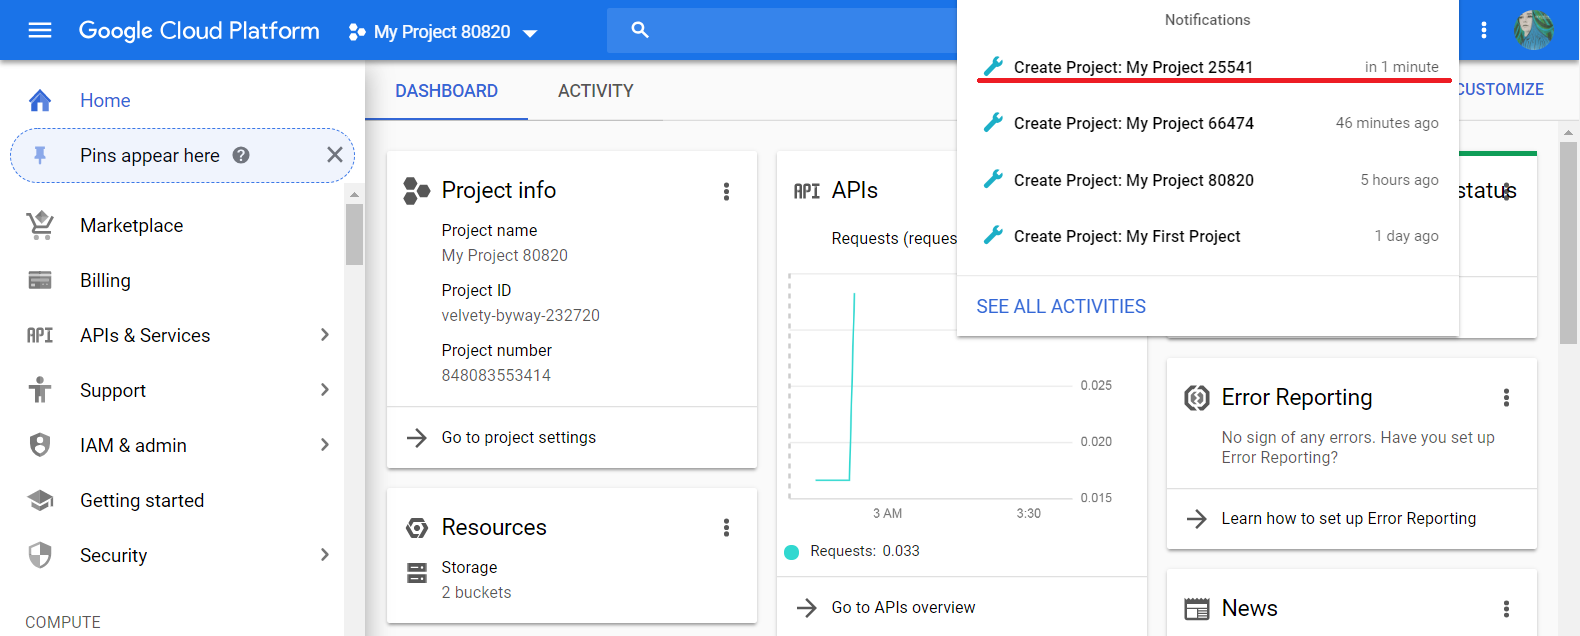 Google Cloud Platform
My Project 80820
Notifications
Create Project: My Project 25541 in 1 minute
Create Project: My Project 66474 46 minutes ago
Create Project: My Project 80820 5 hours ago
Create Project: My First Project 1 day ago
SEE ALL ACTIVITIES
Home
Pins appear here
Marketplace
Billing
API APIs & Services
Support
IAM & admin
Getting started
Security
COMPUTE
DASHBOARD
ACTIVITY
CUSTOMIZE
Project info
Project name
My Project 80820
Project ID
velvety-byway-232720
Project number
848083553414
Go to project settings
Resources
Storage
2 buckets
API APIs
Requests (reques
0.025
0.020
0.015
3 AM 3:30
Requests: 0.033
Go to APIs overview
status
Error Reporting
No sign of any errors. Have you set up
Error Reporting?
Learn how to set up Error Reporting
News